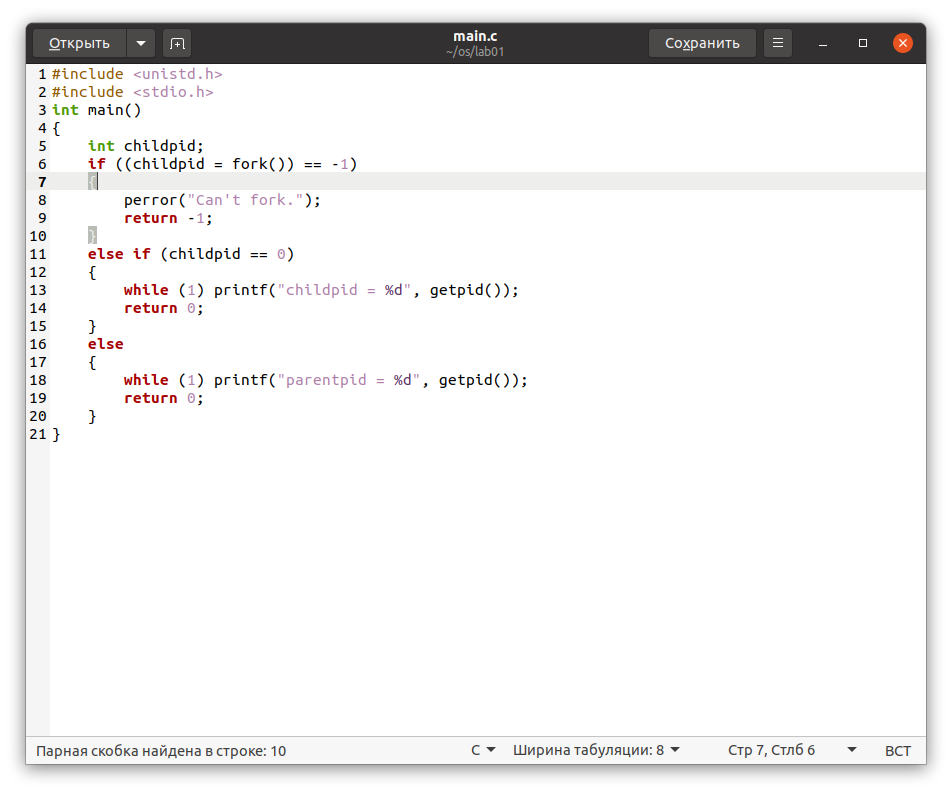 Открыть
main.c
~/os/lab01
Сохранить
1 #include <unistd.h>
2 #include <stdio.h>
3 int main()
4 {
5     int childpid;
6     if ((childpid = fork()) == -1)
7     {
8         perror("Can't fork.");
9         return -1;
10     }
11     else if (childpid == 0)
12     {
13         while (1) printf("childpid = %d", getpid());
14         return 0;
15     }
16     else
17     {
18         while (1) printf("parentpid = %d", getpid());
19         return 0;
20     }
21 }
Парная скобка найдена в строке: 10
C
Ширина табуляции: 8
Стр 7, Стлб 6
ВСТ